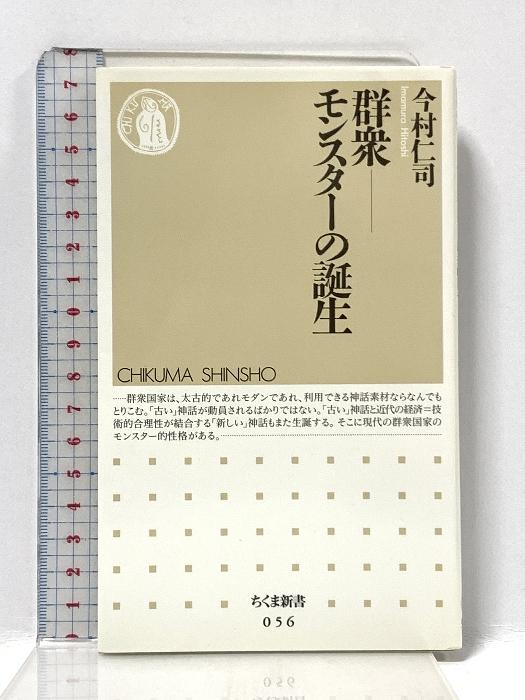 今村仁司
Imamura Hitoshi
群衆――
モンスターの誕生
CHIKUMA SHINSHO
……群衆国家は、太古的であれモダンであれ、利用できる神話素材ならなんでも
とりこむ。「古い」神話が動員されるばかりではない。「古い」神話と近代の経済＝技
術的合理性が結合する「新しい」神話もまた生誕する。そこに現代の群衆国家の
モンスター的性格がある。……
ちくま新書
056